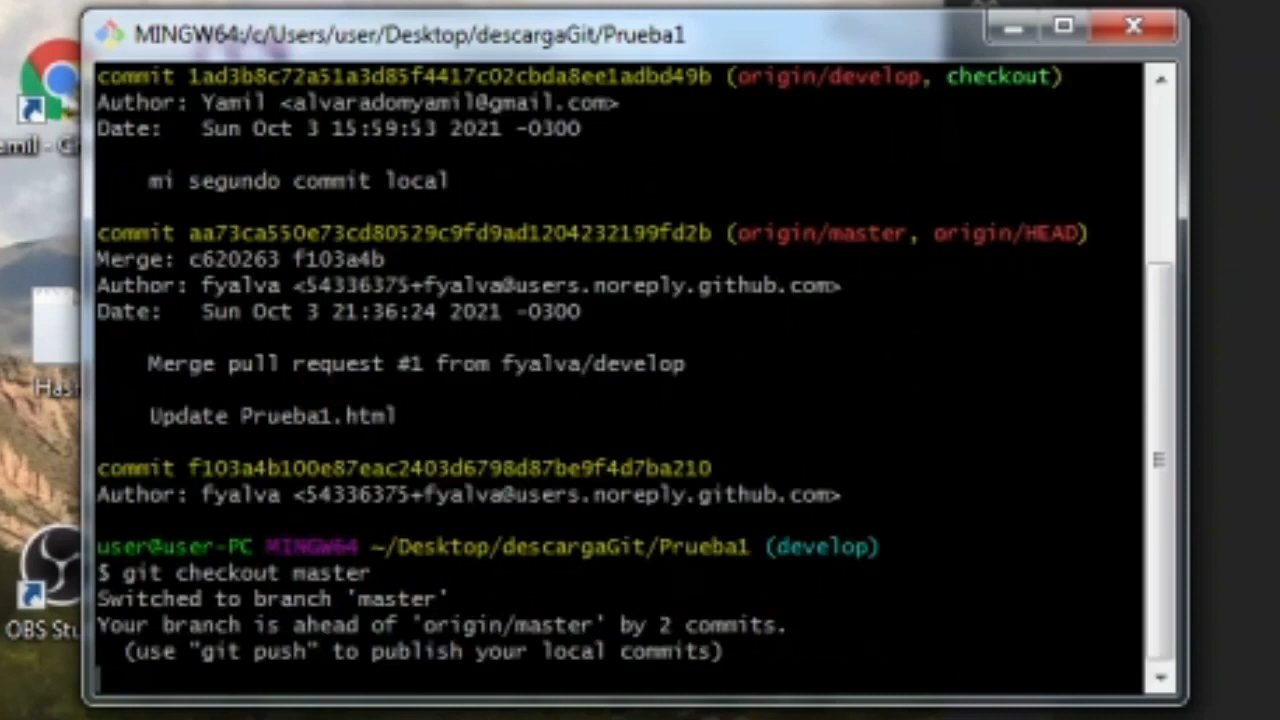 MINGW64:/c/Users/user/Desktop/descargaGit/Prueba1
commit 1ad3b8c72a51a3d85f4417c02cbda8ee1adbd49b (origin/develop, checkout)
Author: Yamil <alvaradomyamil@gmail.com>
Date:   Sun Oct 3 15:59:53 2021 -0300
mi segundo commit local
commit aa73ca550e73cd80529c9fd9ad1204232199fd2b (origin/master, origin/HEAD)
Merge: c620263 f103a4b
Author: fyalva <54336375+fyalva@users.noreply.github.com>
Date:   Sun Oct 3 21:36:24 2021 -0300
Merge pull request #1 from fyalva/develop
Update Prueba1.html
commit f103a4b100e87eac2403d6798d87be9f4d7ba210
Author: fyalva <54336375+fyalva@users.noreply.github.com>
user@user-PC MINGW64 ~/Desktop/descargaGit/Prueba1 (develop)
$ git checkout master
Switched to branch 'master'
Your branch is ahead of 'origin/master' by 2 commits.
(use "git push" to publish your local commits)
OBS Stu